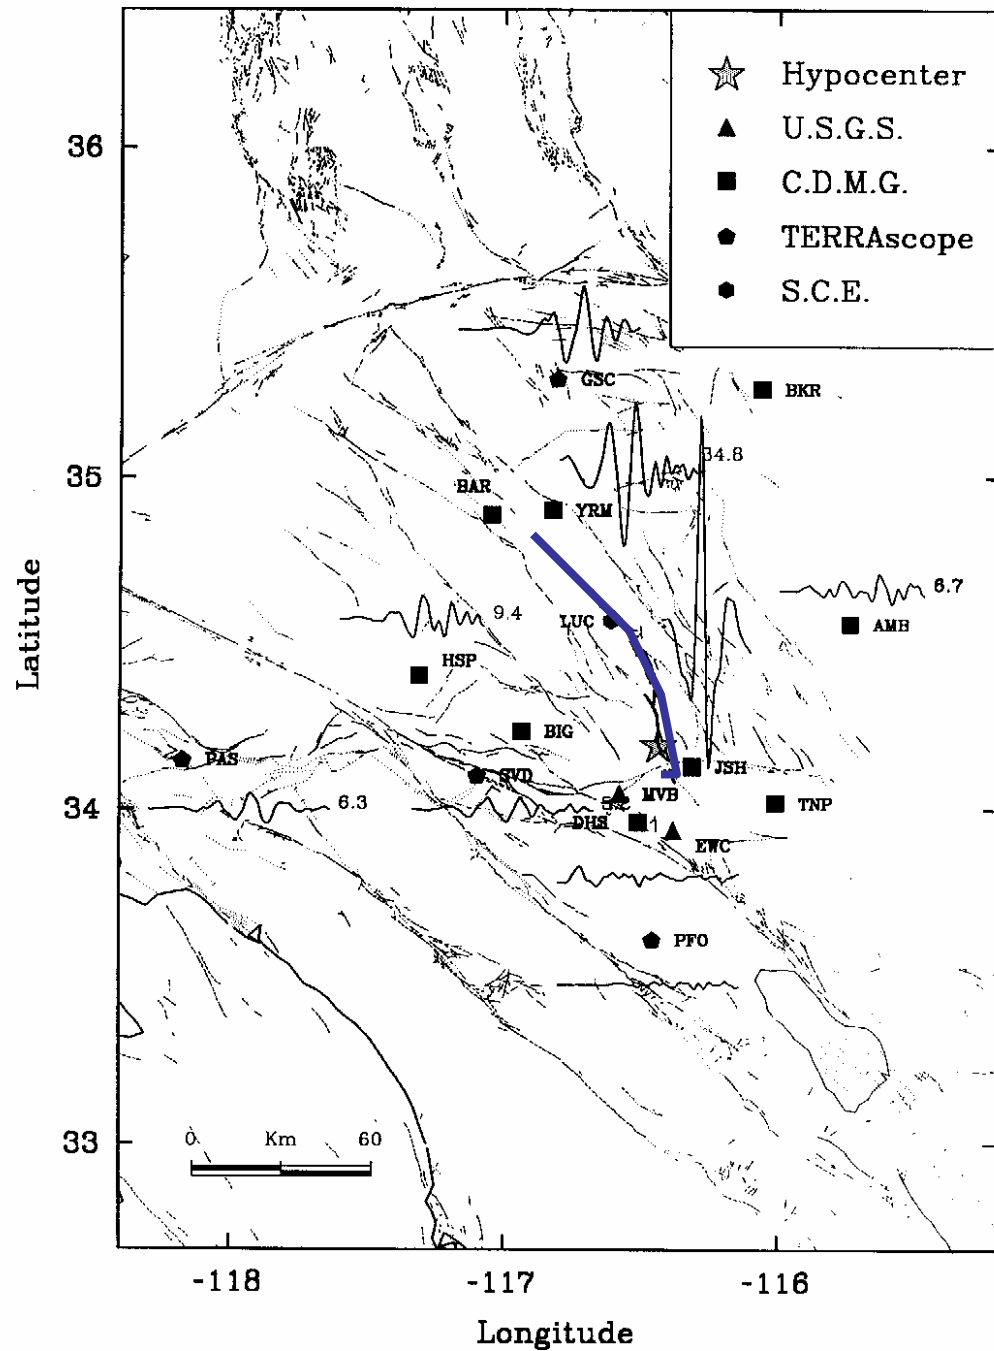 Hypocenter
U.S.G.S.
C.D.M.G.
TERRAscope
S.C.E.
36
35
34
33
Latitude
GSC
BKR
34.8
BAR
YRM
6.7
LUC
9.4
AMB
HSP
BIG
PAS
SVD
JSH
6.3
MVB
TNP
DHS
1
EWC
PFO
0
Km
60
-118
-117
-116
Longitude